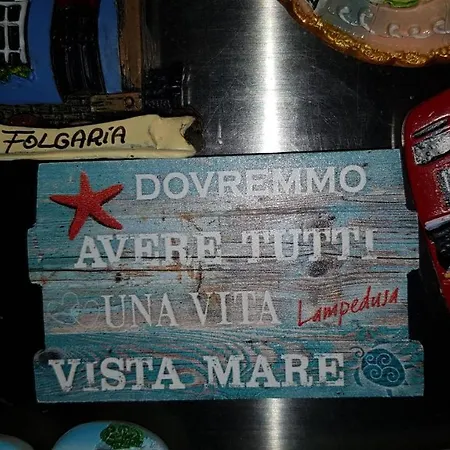 FOLGARIA
DOVREMMO
AVERE TUTTI
UNA VITA Lampedusa
VISTA MARE